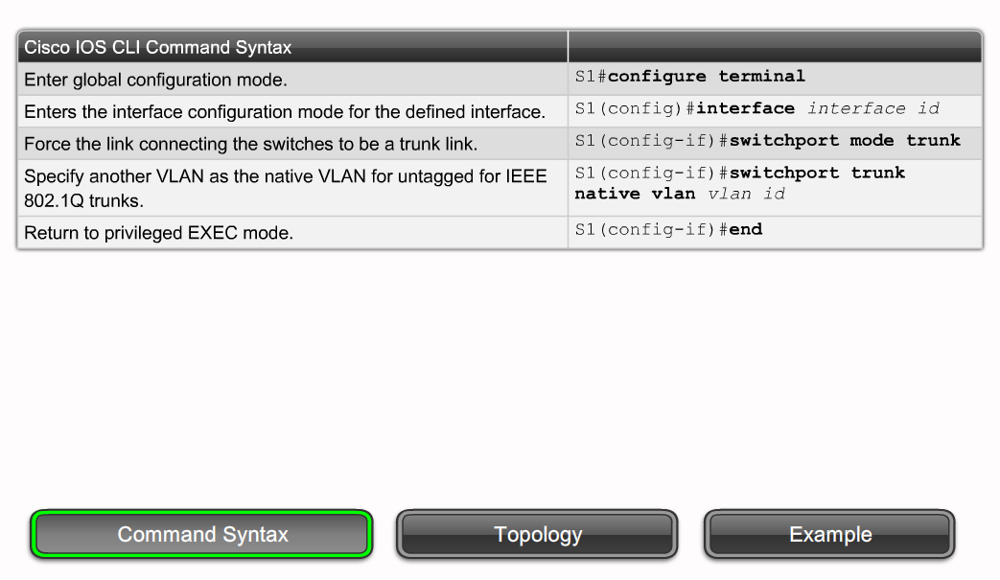 Cisco IOS CLI Command Syntax
Enter global configuration mode.
S1#configure terminal
Enters the interface configuration mode for the defined interface.
S1(config)#interface interface id
Force the link connecting the switches to be a trunk link.
S1(config-if)#switchport mode trunk
Specify another VLAN as the native VLAN for untagged for IEEE
802.1Q trunks.
S1(config-if)#switchport trunk
native vlan vlan id
Return to privileged EXEC mode.
S1(config-if)#end
Command Syntax
Topology
Example